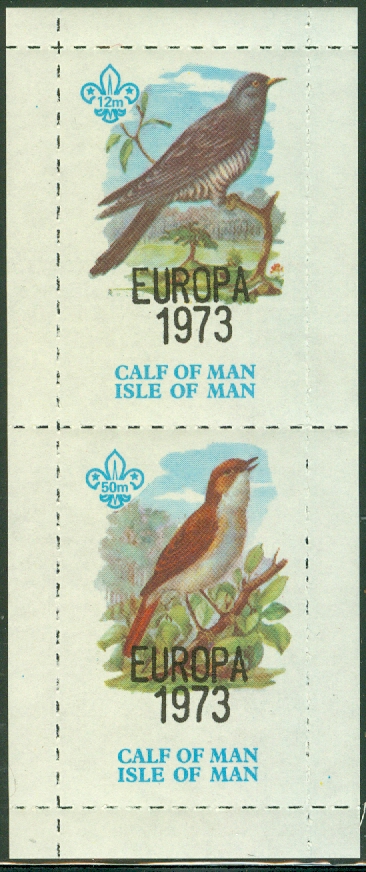 12m
EUROPA
1973
CALF OF MAN
ISLE OF MAN
50m
EUROPA
1973
CALF OF MAN
ISLE OF MAN